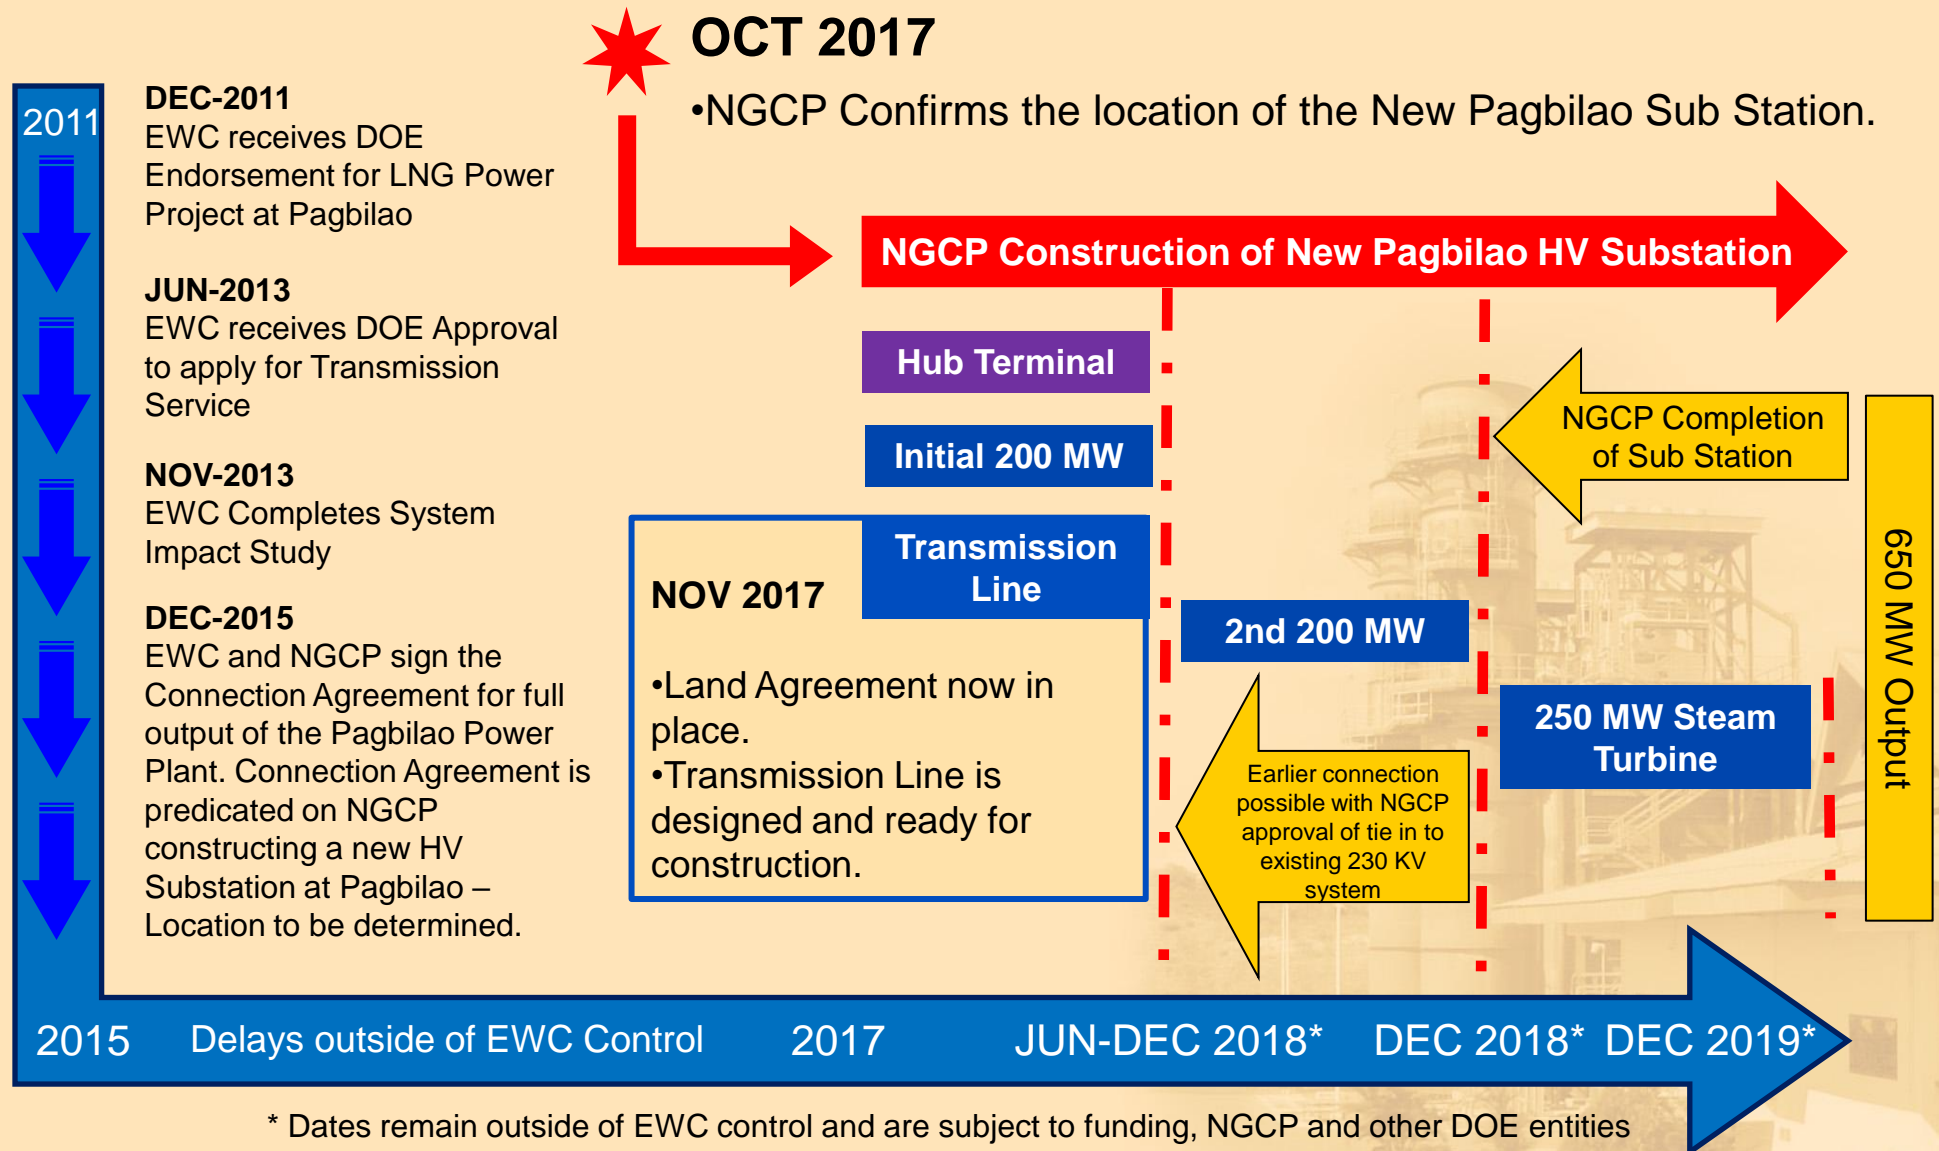 OCT 2017
•NGCP Confirms the location of the New Pagbilao Sub Station.
2011
DEC-2011
EWC receives DOE
Endorsement for LNG Power
Project at Pagbilao
JUN-2013
EWC receives DOE Approval
to apply for Transmission
Service
NOV-2013
EWC Completes System
Impact Study
DEC-2015
EWC and NGCP sign the
Connection Agreement for full
output of the Pagbilao Power
Plant. Connection Agreement is
predicated on NGCP
constructing a new HV
Substation at Pagbilao –
Location to be determined.
NGCP Construction of New Pagbilao HV Substation
Hub Terminal
Initial 200 MW
Transmission
Line
NOV 2017
•Land Agreement now in
place.
•Transmission Line is
designed and ready for
construction.
2nd 200 MW
Earlier connection
possible with NGCP
approval of tie in to
existing 230 KV
system
NGCP Completion
of Sub Station
250 MW Steam
Turbine
650 MW Output
2015
Delays outside of EWC Control
2017
JUN-DEC 2018*
DEC 2018*
DEC 2019*
* Dates remain outside of EWC control and are subject to funding, NGCP and other DOE entities